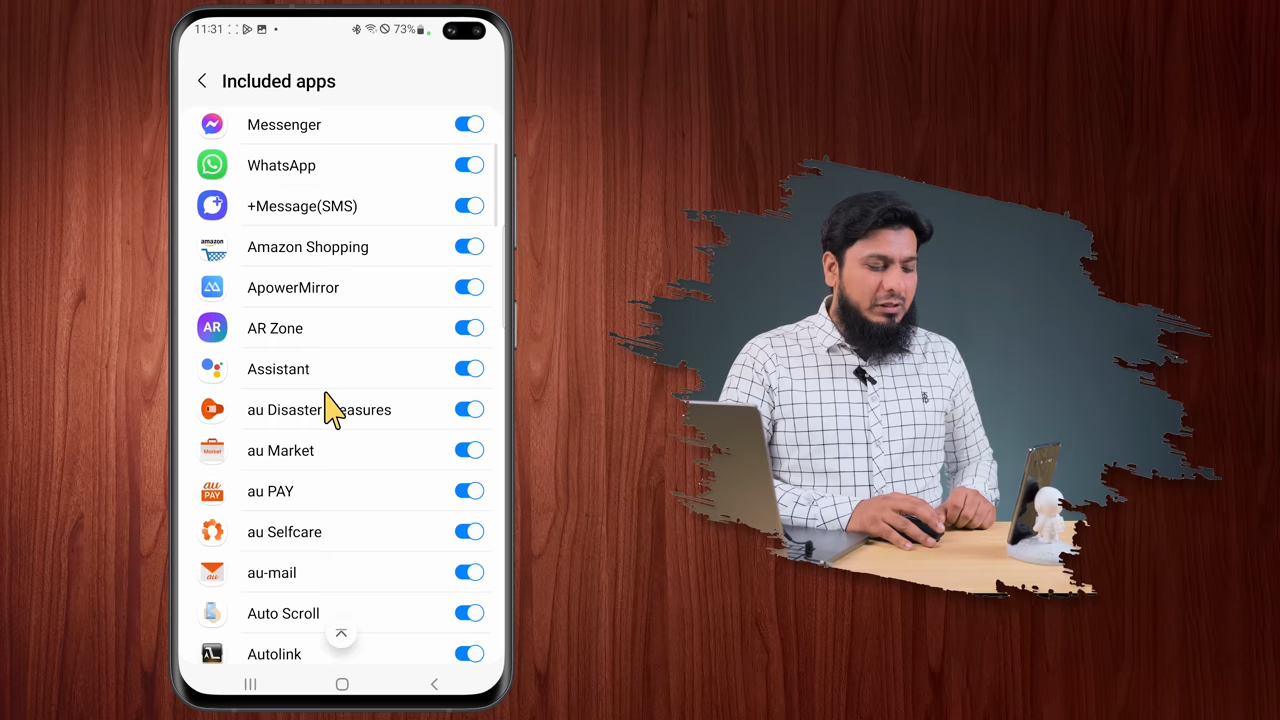 11:31
73%
Included apps
Messenger
WhatsApp
+Message(SMS)
amazon
Amazon Shopping
ApowerMirror
AR
AR Zone
Assistant
au Disaster easures
Market
au Market
au
PAY
au PAY
au Selfcare
au
au-mail
Auto Scroll
Autolink